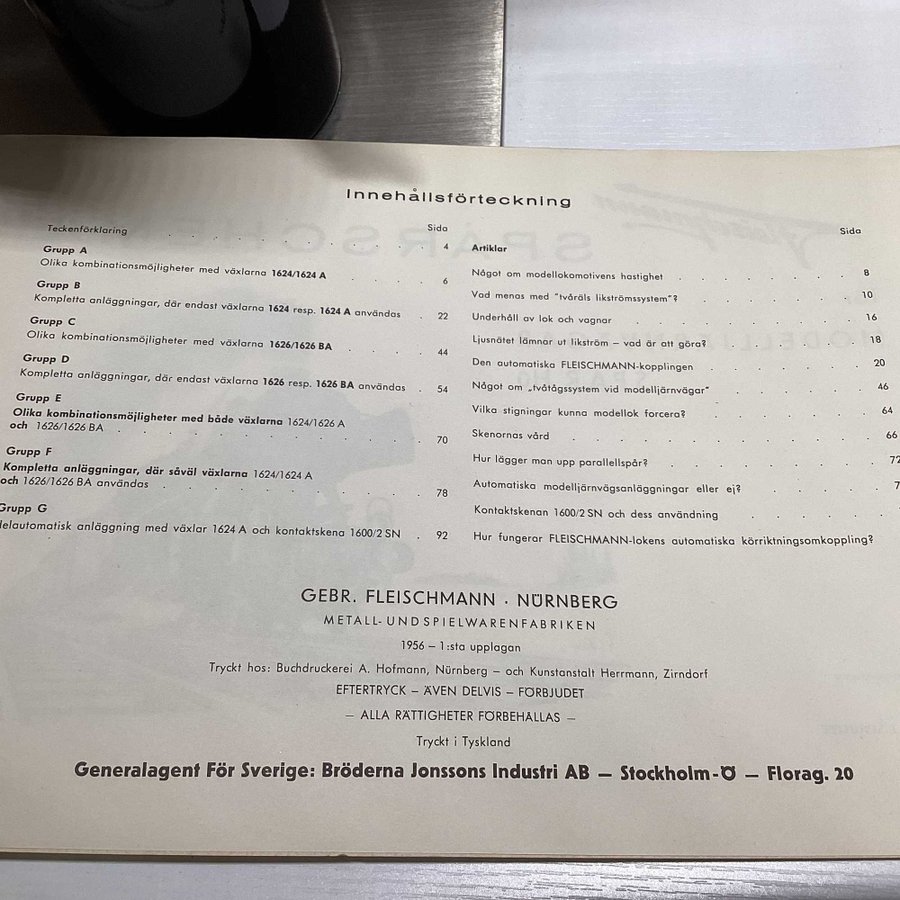 Innehållsförteckning
Teckenförklaring . . . . . . . . . . Sida 4
Grupp A
Olika kombinationsmöjligheter med växlarna 1624/1624 A . . . 6
Grupp B
Kompletta anläggningar, där endast växlarna 1624 resp. 1624 A användas . 22
Grupp C
Olika kombinationsmöjligheter med växlarna 1626/1626 BA . . . . 44
Grupp D
Kompletta anläggningar, där endast växlarna 1626 resp. 1626 BA användas . 54
Grupp E
Olika kombinationsmöjligheter med både växlarna 1624/1626 A
och 1626/1626 BA . . . . . . . . . . . . 70
Grupp F
Kompletta anläggningar, där såväl växlarna 1624/1624 A
och 1626/1626 BA användas . . . . . . . . . . 78
Grupp G
delautomatisk anläggning med växlar 1624 A och kontaktskena 1600/2 SN . 92
Sida
Artiklar
Något om modellokomotivens hastighet . . . . . . . 8
Vad menas med "tvåräls likströmssystem"? . . . . . . 10
Underhåll av lok och vagnar . . . . . . . . . 16
Ljusnätet lämnar ut likström – vad är att göra? . . . . . 18
Den automatiska FLEISCHMANN-kopplingen . . . . . . 20
Något om „tvåtågssystem vid modelljärnvägar" . . . . . 46
Vilka stigningar kunna modellok forcera? . . . . . . 64
Skenornas vård . . . . . . . . . . . 66
Hur lägger man upp parallellspår? . . . . . . . . 72
Automatiska modelljärnvägsanläggningar eller ej? . . . . . 7
Kontaktskenan 1600/2 SN och dess användning . . . . .
Hur fungerar FLEISCHMANN-lokens automatiska körriktningsomkoppling?
GEBR. FLEISCHMANN · NÜRNBERG
METALL- UND SPIELWARENFABRIKEN
1956 – 1:sta upplagan
Tryckt hos: Buchdruckerei A. Hofmann, Nürnberg – och Kunstanstalt Herrmann, Zirndorf
EFTERTRYCK – ÄVEN DELVIS – FÖRBJUDET
– ALLA RÄTTIGHETER FÖRBEHALLAS –
Tryckt i Tyskland
Generalagent För Sverige: Bröderna Jonssons Industri AB — Stockholm-Ö — Florag. 20